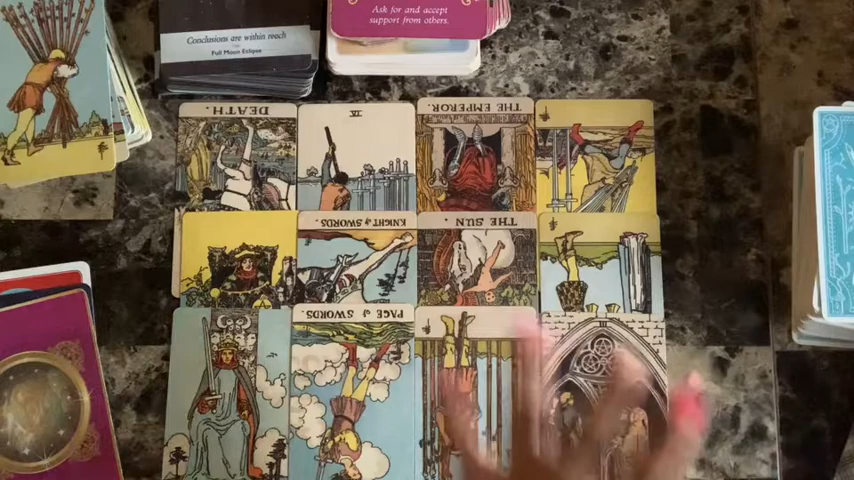 Ask for and accept
support from others.
Conclusions are within reach
Full Moon Eclipse
DEATH.
IX
THE EMPEROR.
KNIGHT of SWORDS.
THE SUN.
PAGE of SWORDS.